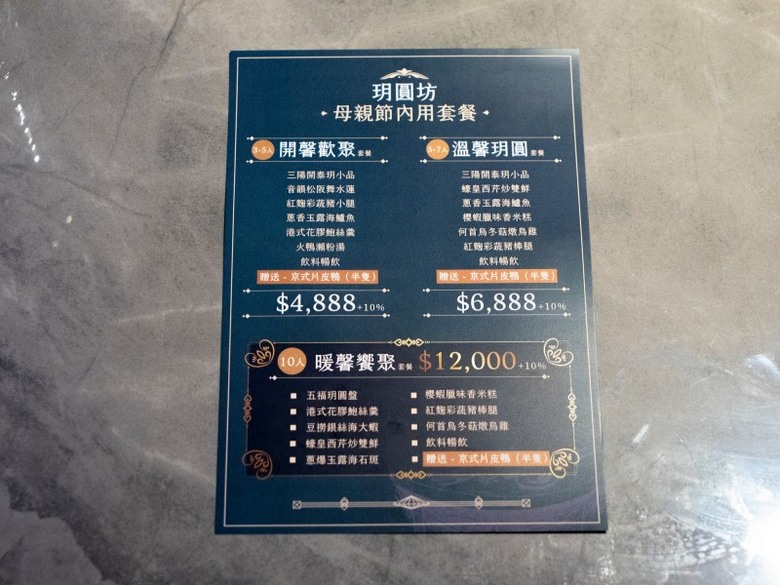 玥圓坊
母親節內用套餐
3-5人 開馨歡聚 套餐
三陽開泰玥小品
音韻松阪舞水蓮
紅麴彩蔬豬小腿
蔥香玉露海鱸魚
港式花膠鮑絲羹
火鴨瀨粉湯
飲料暢飲
贈送 - 京式片皮鴨（半隻）
$4,888+10%
5-7人 溫馨玥圓 套餐
三陽開泰玥小品
蠔皇西芹炒雙鮮
蔥香玉露海鱸魚
櫻蝦臘味香米糕
何首烏冬菇燉烏雞
紅麴彩蔬豬棒腿
飲料暢飲
贈送 - 京式片皮鴨（半隻）
$6,888+10%
10人 暖馨饗聚 套餐 $12,000+10%
■ 五福玥圓盤
■ 港式花膠鮑絲羹
■ 豆撈銀絲海大蝦
■ 蠔皇西芹炒雙鮮
■ 蔥爆玉露海石斑
■ 櫻蝦臘味香米糕
■ 紅麴彩蔬豬棒腿
■ 何首烏冬菇燉烏雞
■ 飲料暢飲
■ 贈送 - 京式片皮鴨（半隻）